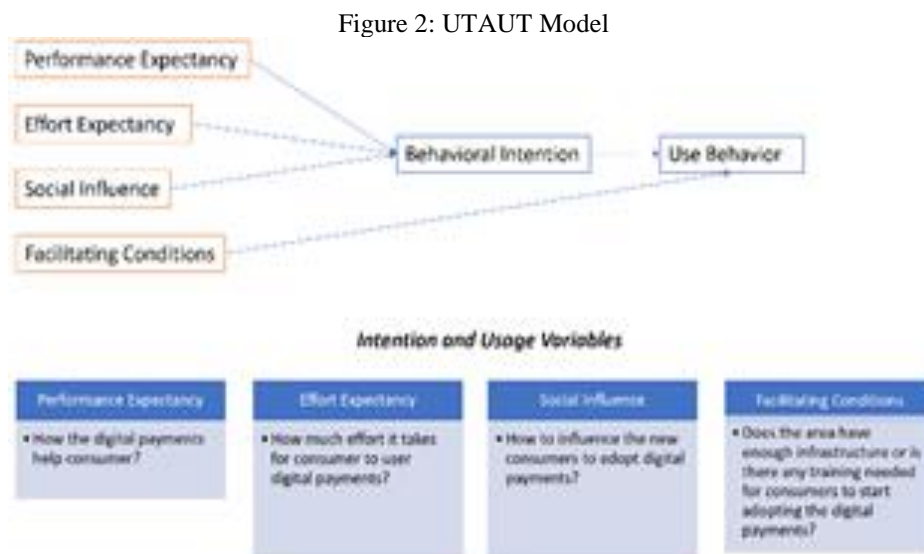 Figure 2: UTAUT Model
Performance Expectancy
Effort Expectancy
Social Influence
Facilitating Conditions
Behavioral Intention
Use Behavior
Intention and Usage Variables
Performance Expectancy
• How the digital payments
help consumer?
Effort Expectancy
• How much effort it takes
for consumer to user
digital payments?
Social Influence
• How to influence the new
consumers to adopt digital
payments?
Facilitating Conditions
• Does the area have
enough infrastructure or is
there any training needed
for consumers to start
adopting the digital
payments?